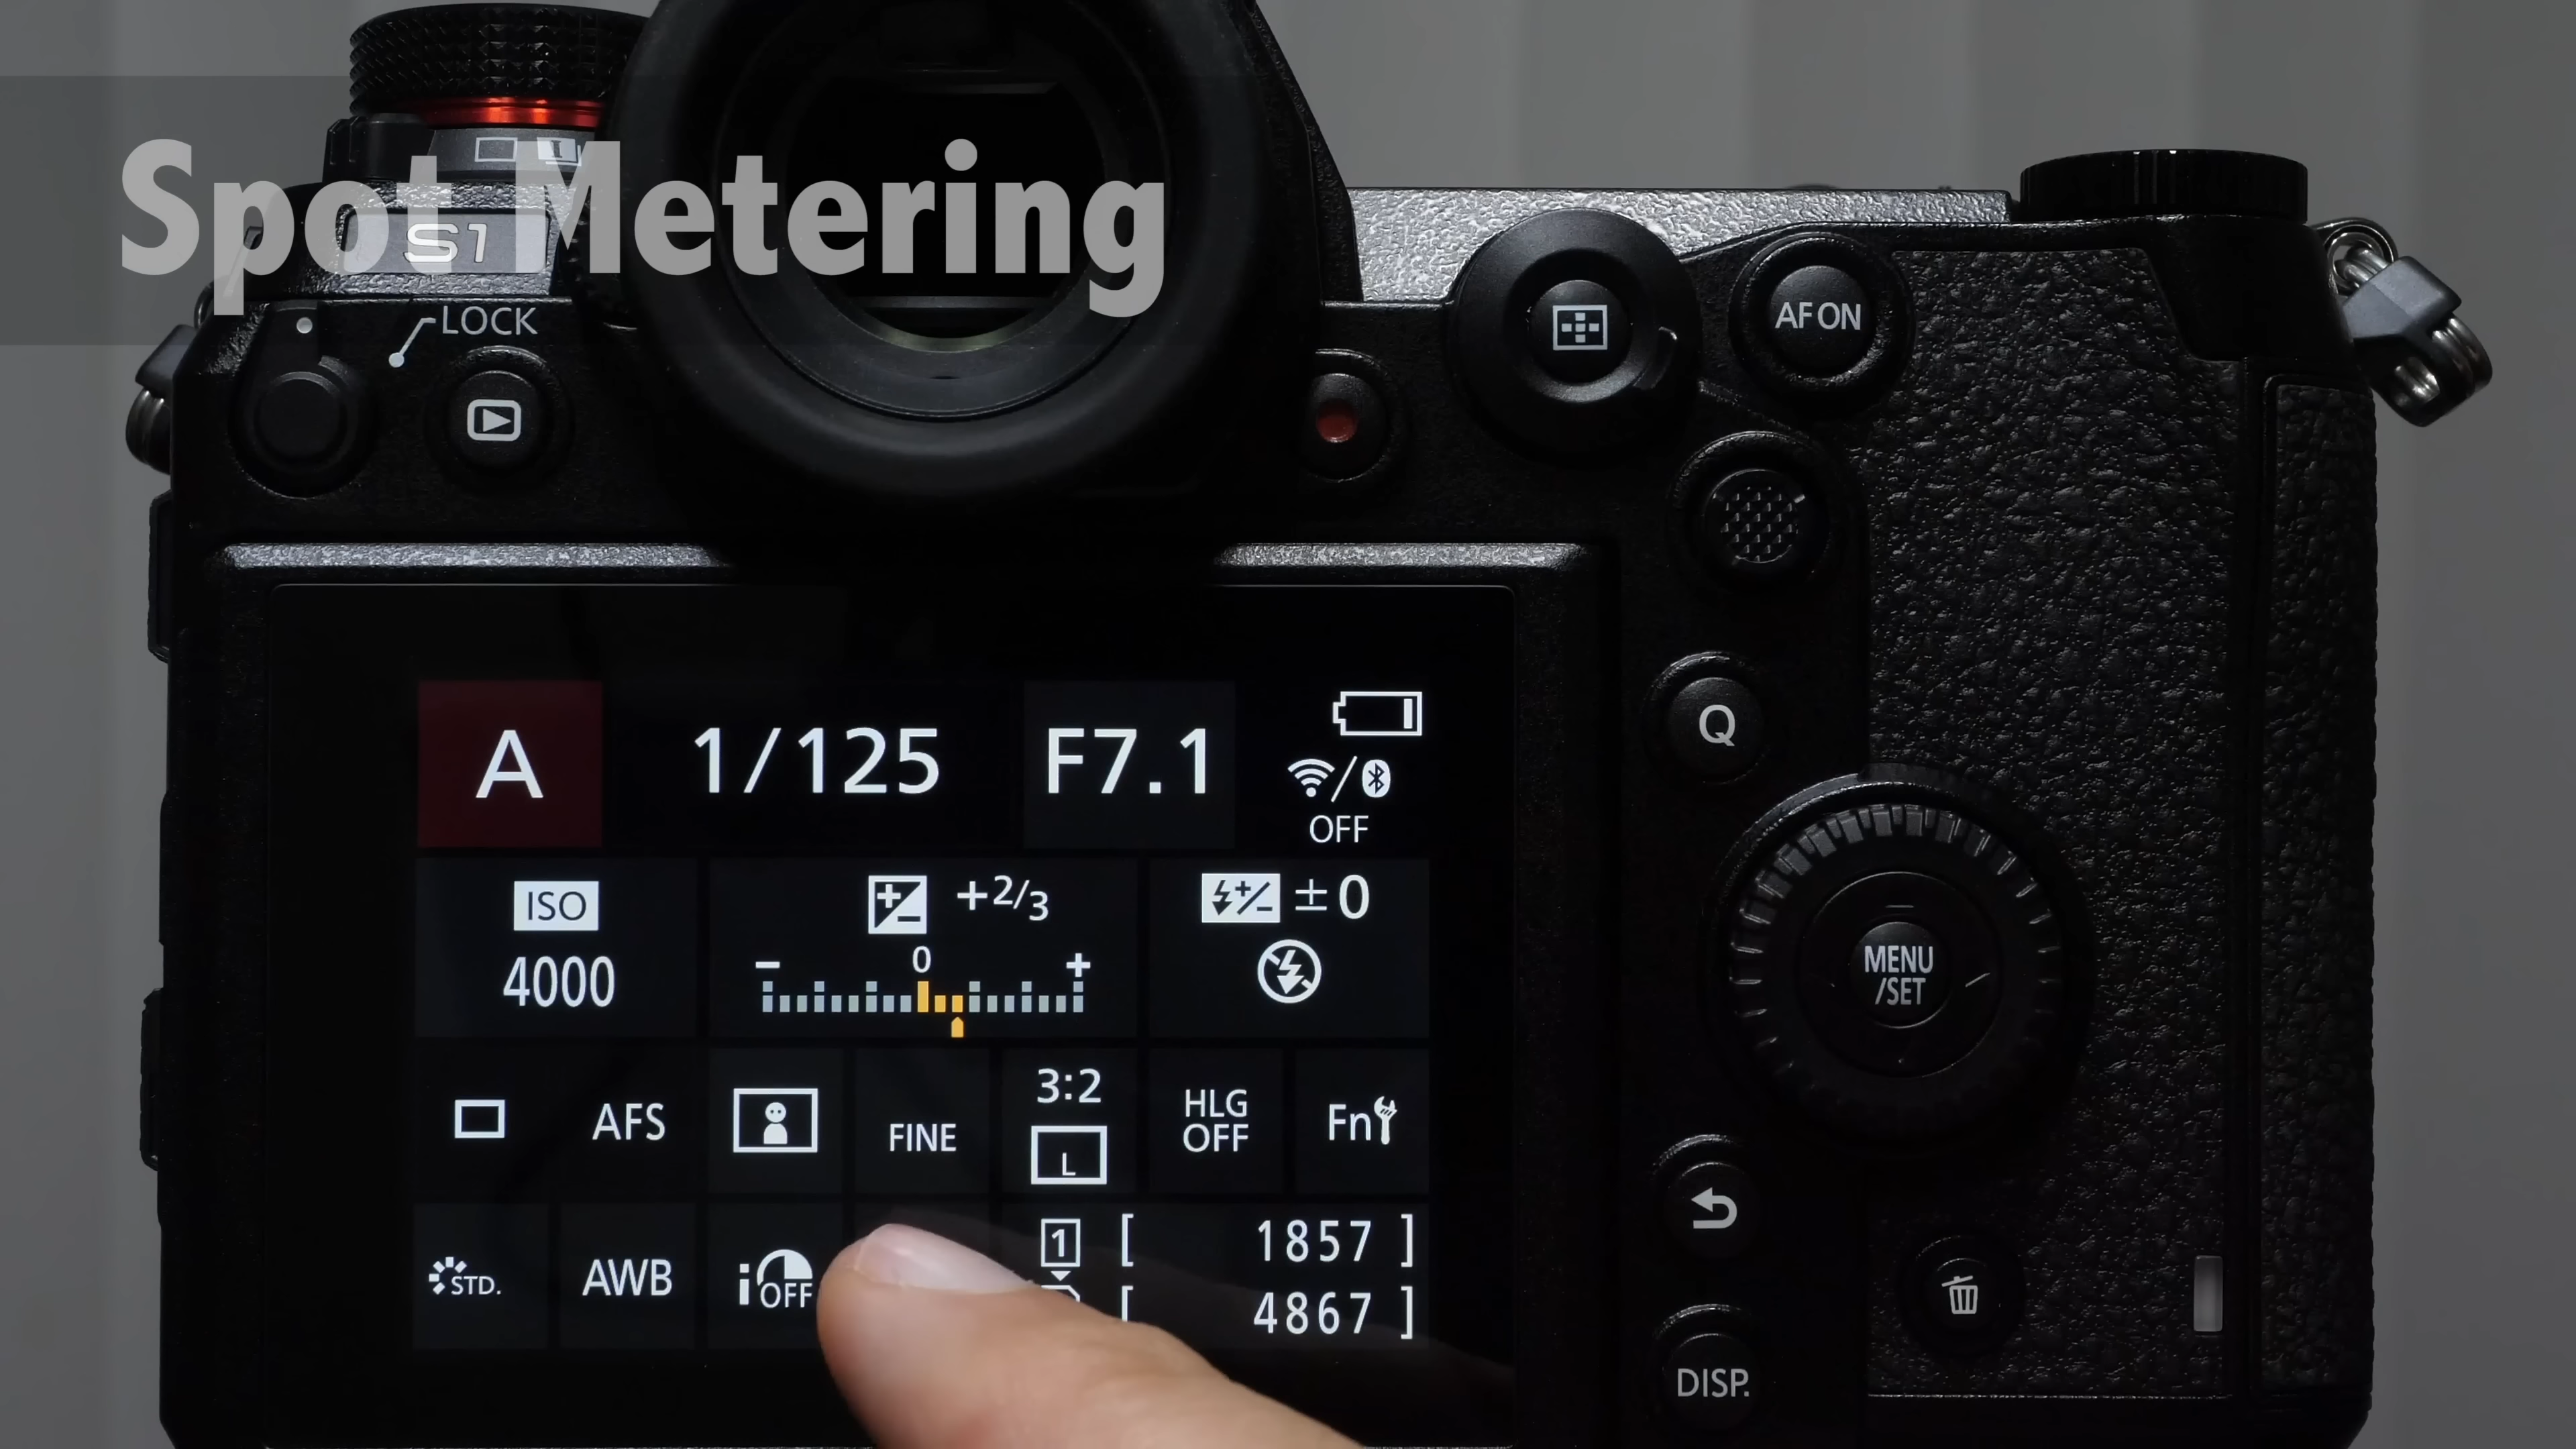 Spot Metering
S1
LOCK
AF ON
Q
A 1/125 F7.1
OFF
ISO +2/3 ±0
4000 - 0 +
MENU
/SET
AFS FINE 3:2 L HLG OFF Fn
STD. AWB i OFF 1 [ 1857 ]
[ 4867 ]
DISP.